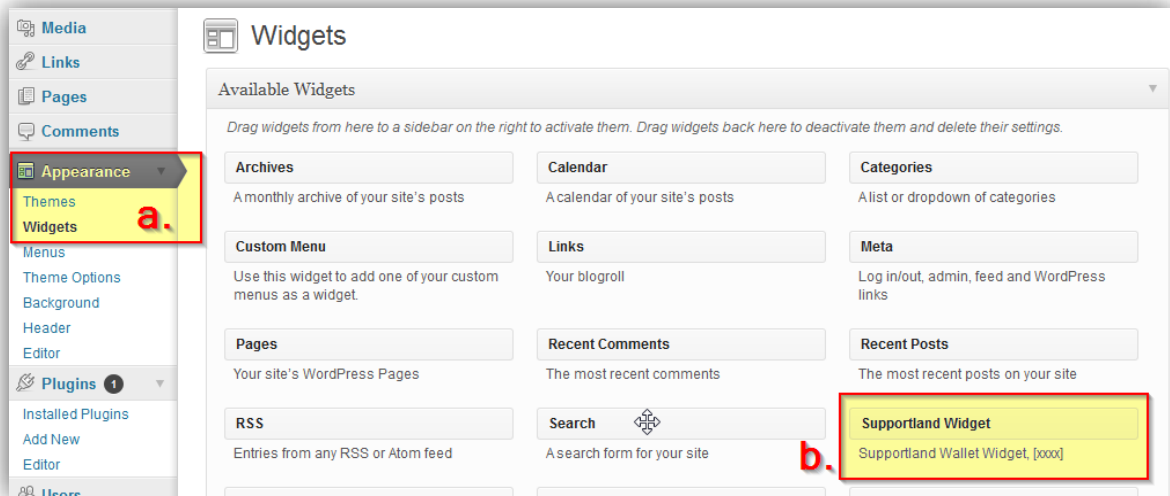 Media
Links
Pages
Comments
Appearance
Themes
Widgets
a.
Menus
Theme Options
Background
Header
Editor
Plugins 1
Installed Plugins
Add New
Editor
Users
Widgets
Available Widgets
Drag widgets from here to a sidebar on the right to activate them. Drag widgets back here to deactivate them and delete their settings.
Archives
A monthly archive of your site's posts
Calendar
A calendar of your site's posts
Categories
A list or dropdown of categories
Custom Menu
Use this widget to add one of your custom
menus as a widget.
Links
Your blogroll
Meta
Log in/out, admin, feed and WordPress
links
Pages
Your site's WordPress Pages
Recent Comments
The most recent comments
Recent Posts
The most recent posts on your site
RSS
Entries from any RSS or Atom feed
Search
A search form for your site
b.
Supportland Widget
Supportland Wallet Widget, [xxxx]